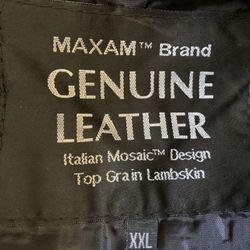 MAXAM™ Brand
GENUINE
LEATHER
Italian Mosaic™ Design
Top Grain Lambskin
XXL